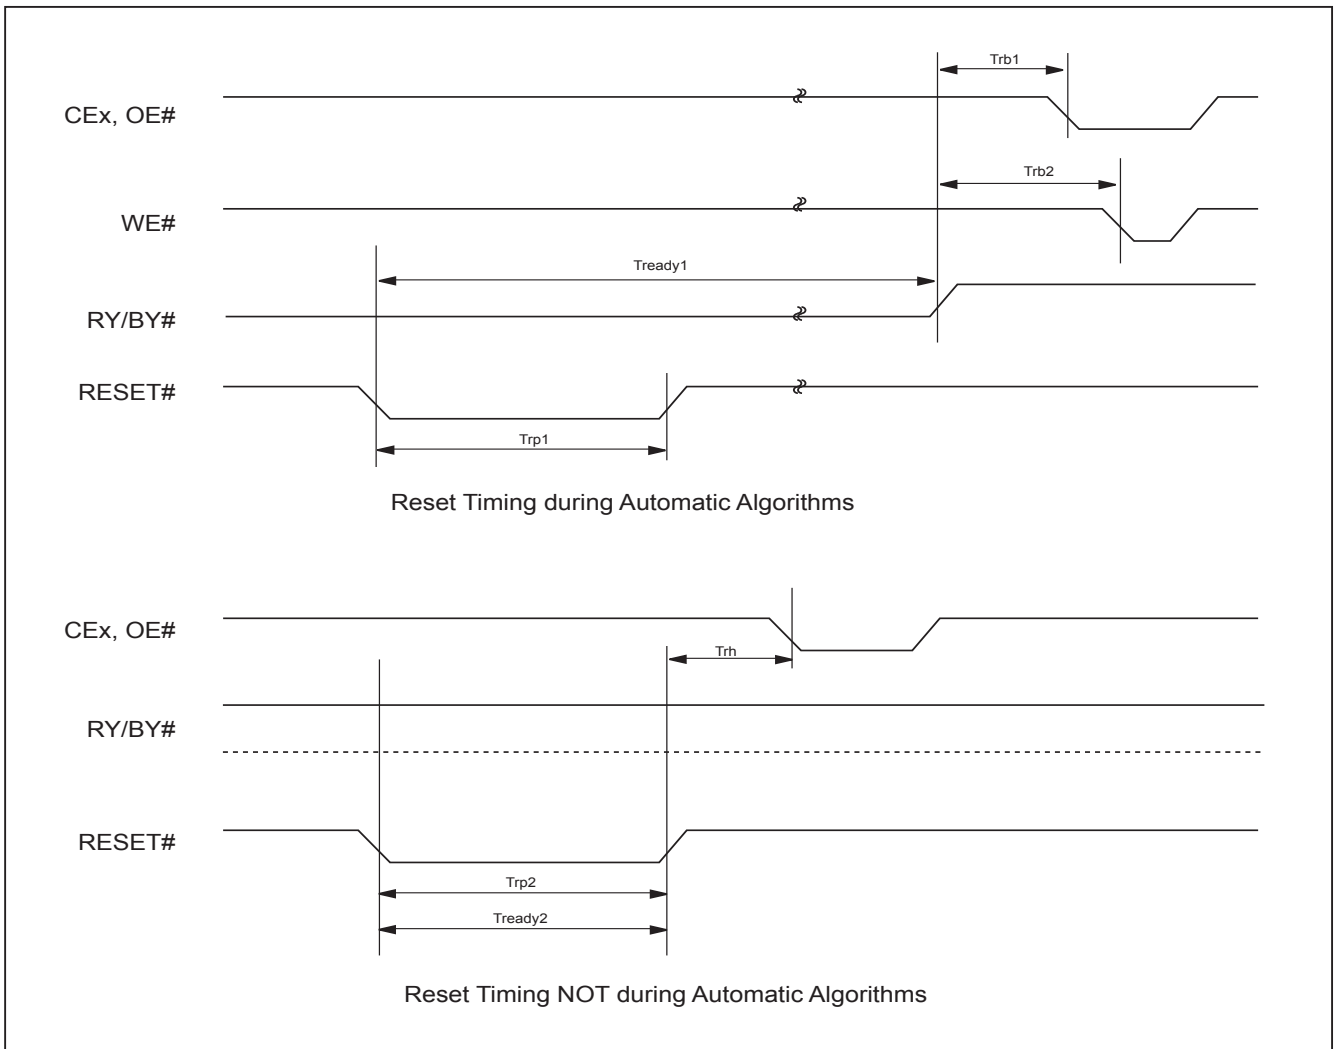 Trb1
CEx, OE#
Trb2
WE#
Tready1
RY/BY#
RESET#
Trp1
Reset Timing during Automatic Algorithms
CEx, OE#
Trh
RY/BY#
RESET#
Trp2
Tready2
Reset Timing NOT during Automatic Algorithms